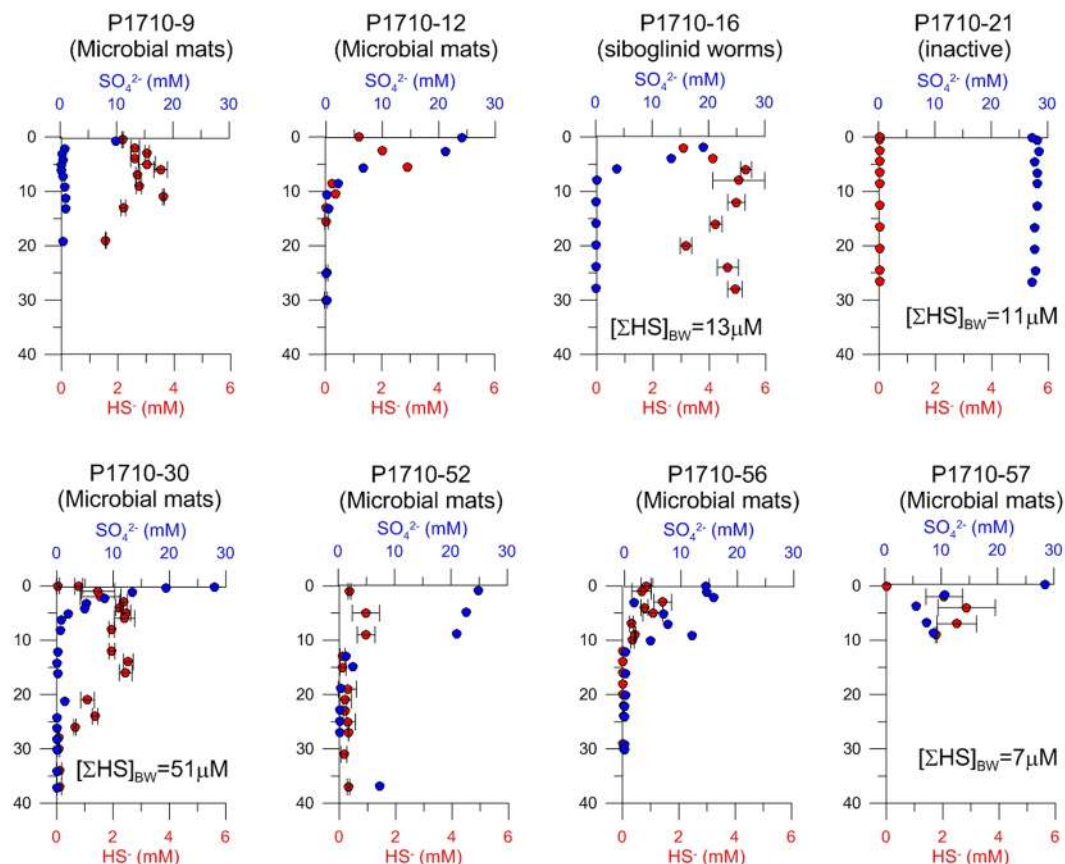 P1710-9 P1710-12 P1710-16 P1710-21
(Microbial mats) (Microbial mats) (siboglinid worms) (inactive)
SO₄²⁻ (mM) SO₄²⁻ (mM) SO₄²⁻ (mM) SO₄²⁻ (mM)
0 10 20 30 0 10 20 30 0 10 20 30 0 10 20 30
0 0 0 0
10 10 10 10
20 20 20 20
30 30 30 30
[ΣHS]BW=13μM [ΣHS]BW=11μM
40 40 40 40
0 2 4 6 0 2 4 6 0 2 4 6 0 2 4 6
HS⁻ (mM) HS⁻ (mM) HS⁻ (mM) HS⁻ (mM)
P1710-30 P1710-52 P1710-56 P1710-57
(Microbial mats) (Microbial mats) (Microbial mats) (Microbial mats)
SO₄²⁻ (mM) SO₄²⁻ (mM) SO₄²⁻ (mM) SO₄²⁻ (mM)
0 10 20 30 0 10 20 30 0 10 20 30 0 10 20 30
0 0 0 0
10 10 10 10
20 20 20 20
30 30 30 30
[ΣHS]BW=51μM [ΣHS]BW=7μM
40 40 40 40
0 2 4 6 0 2 4 6 0 2 4 6 0 2 4 6
HS⁻ (mM) HS⁻ (mM) HS⁻ (mM) HS⁻ (mM)